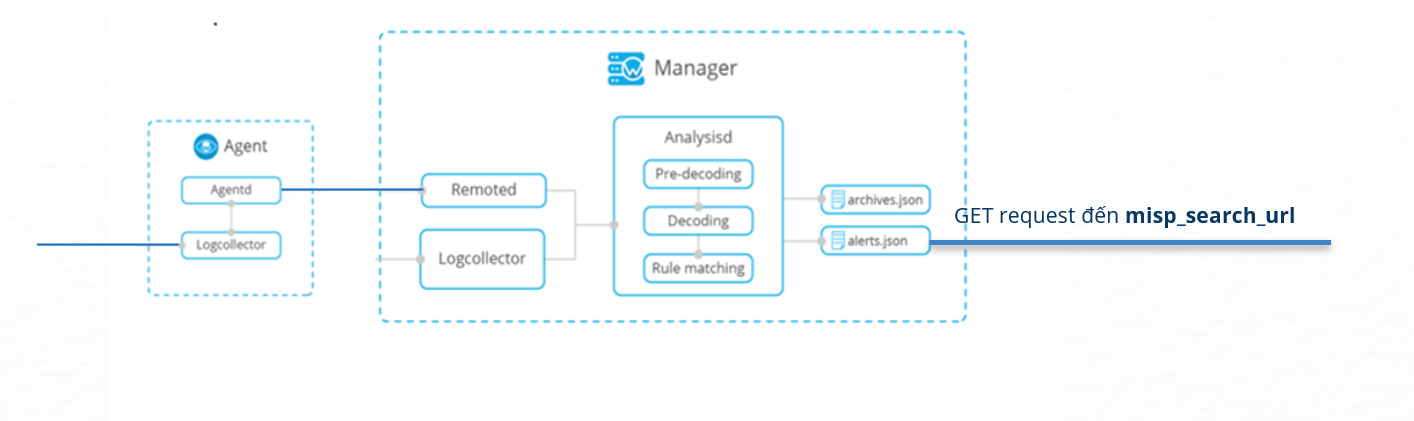 Manager
Agent
Analysisd
Agentd
Remoted
Pre-decoding
archives.json
GET request đến misp_search_url
Decoding
Logcollector
Logcollector
alerts.json
Rule matching